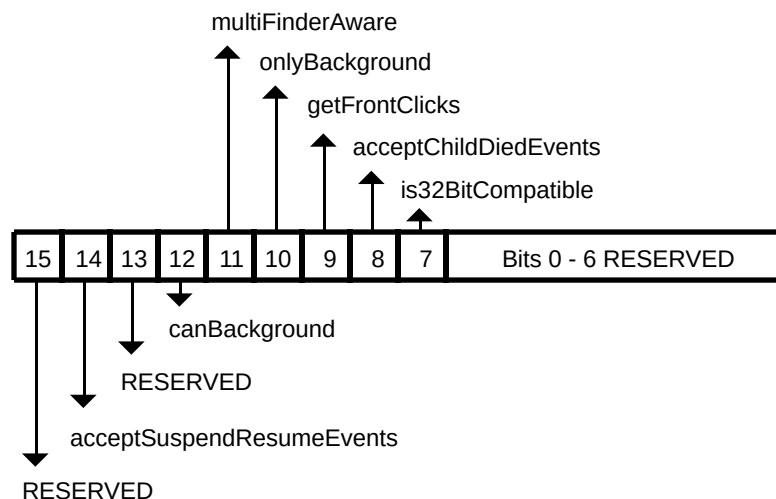 multiFinderAware
onlyBackground
getFrontClicks
acceptChildDiedEvents
is32BitCompatible
15 14 13 12 11 10 9 8 7 Bits 0 - 6 RESERVED
canBackground
RESERVED
acceptSuspendResumeEvents
RESERVED